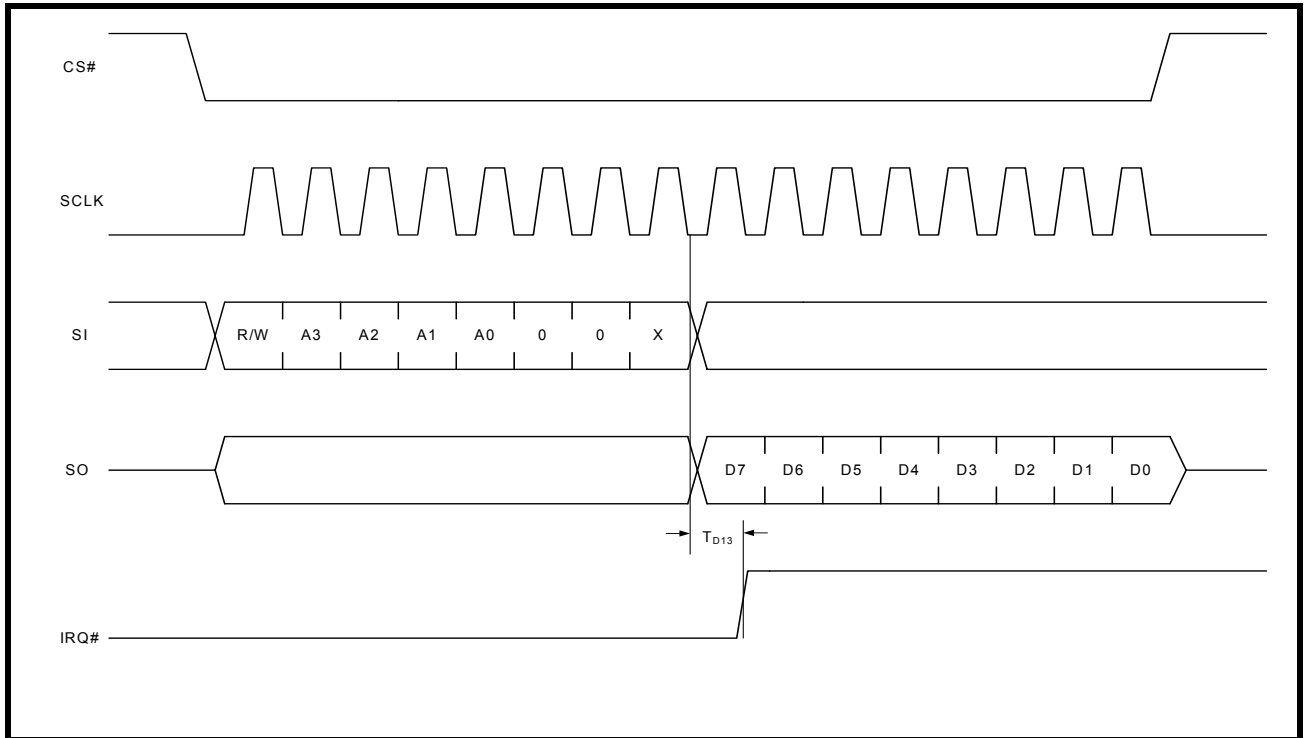 CS#
SCLK
SI R/W A3 A2 A1 A0 0 0 X
SO D7 D6 D5 D4 D3 D2 D1 D0
TD13
IRQ#